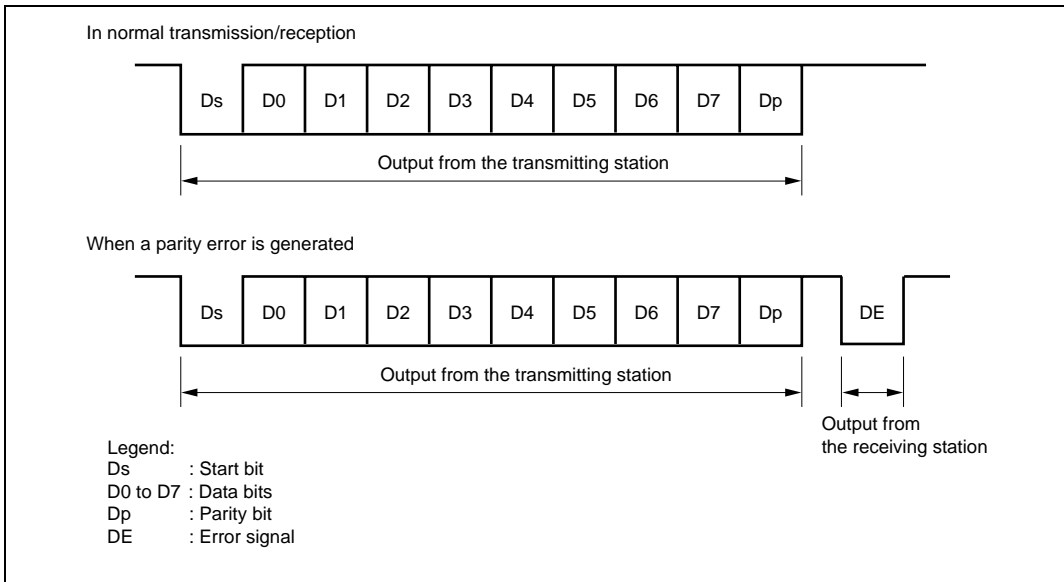 In normal transmission/reception
Ds D0 D1 D2 D3 D4 D5 D6 D7 Dp
Output from the transmitting station
When a parity error is generated
Ds D0 D1 D2 D3 D4 D5 D6 D7 Dp DE
Output from the transmitting station
Output from
the receiving station
Legend:
Ds : Start bit
D0 to D7 : Data bits
Dp : Parity bit
DE : Error signal